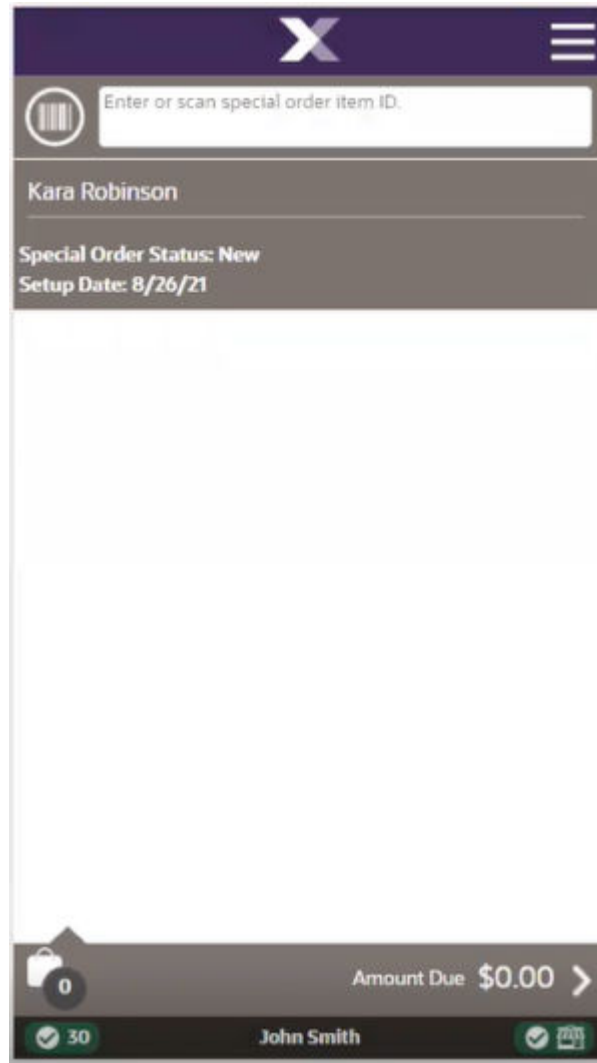 Enter or scan special order item ID.
Kara Robinson
Special Order Status: New
Setup Date: 8/26/21
0
Amount Due $0.00
30 John Smith